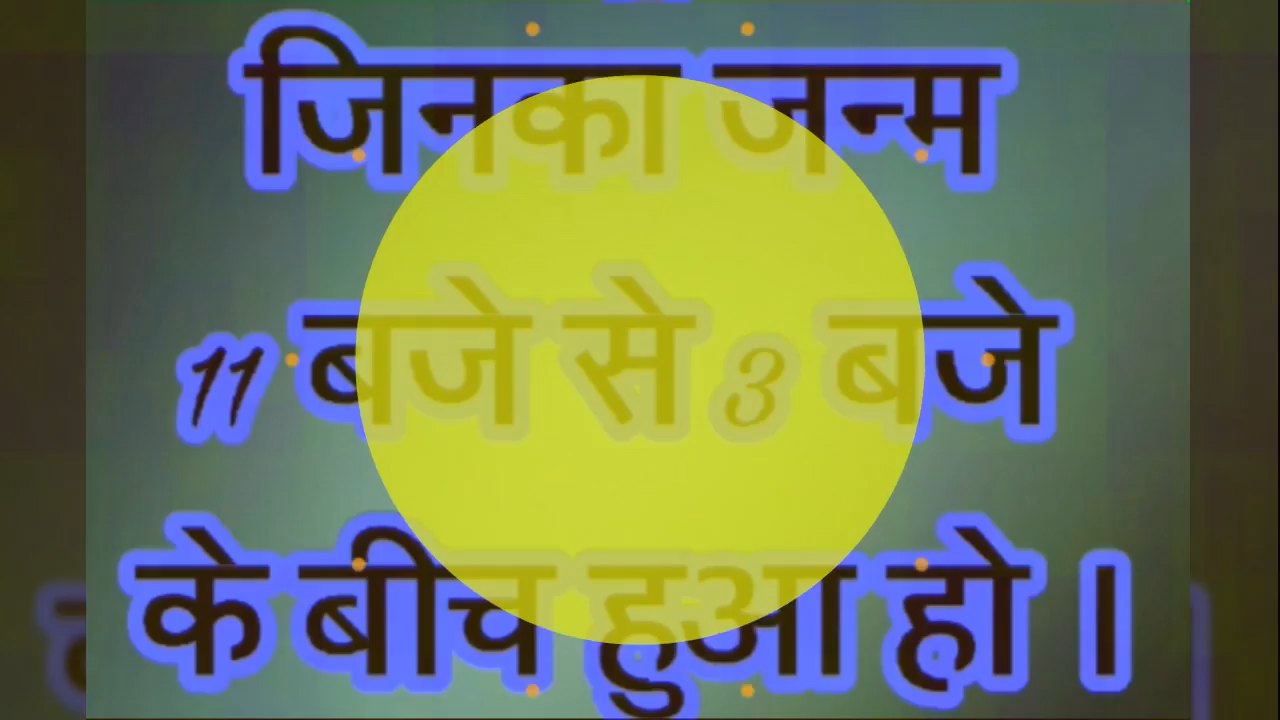 जिनका जन्म
11 बजे से 3 बजे
के बीच हुआ हो ।